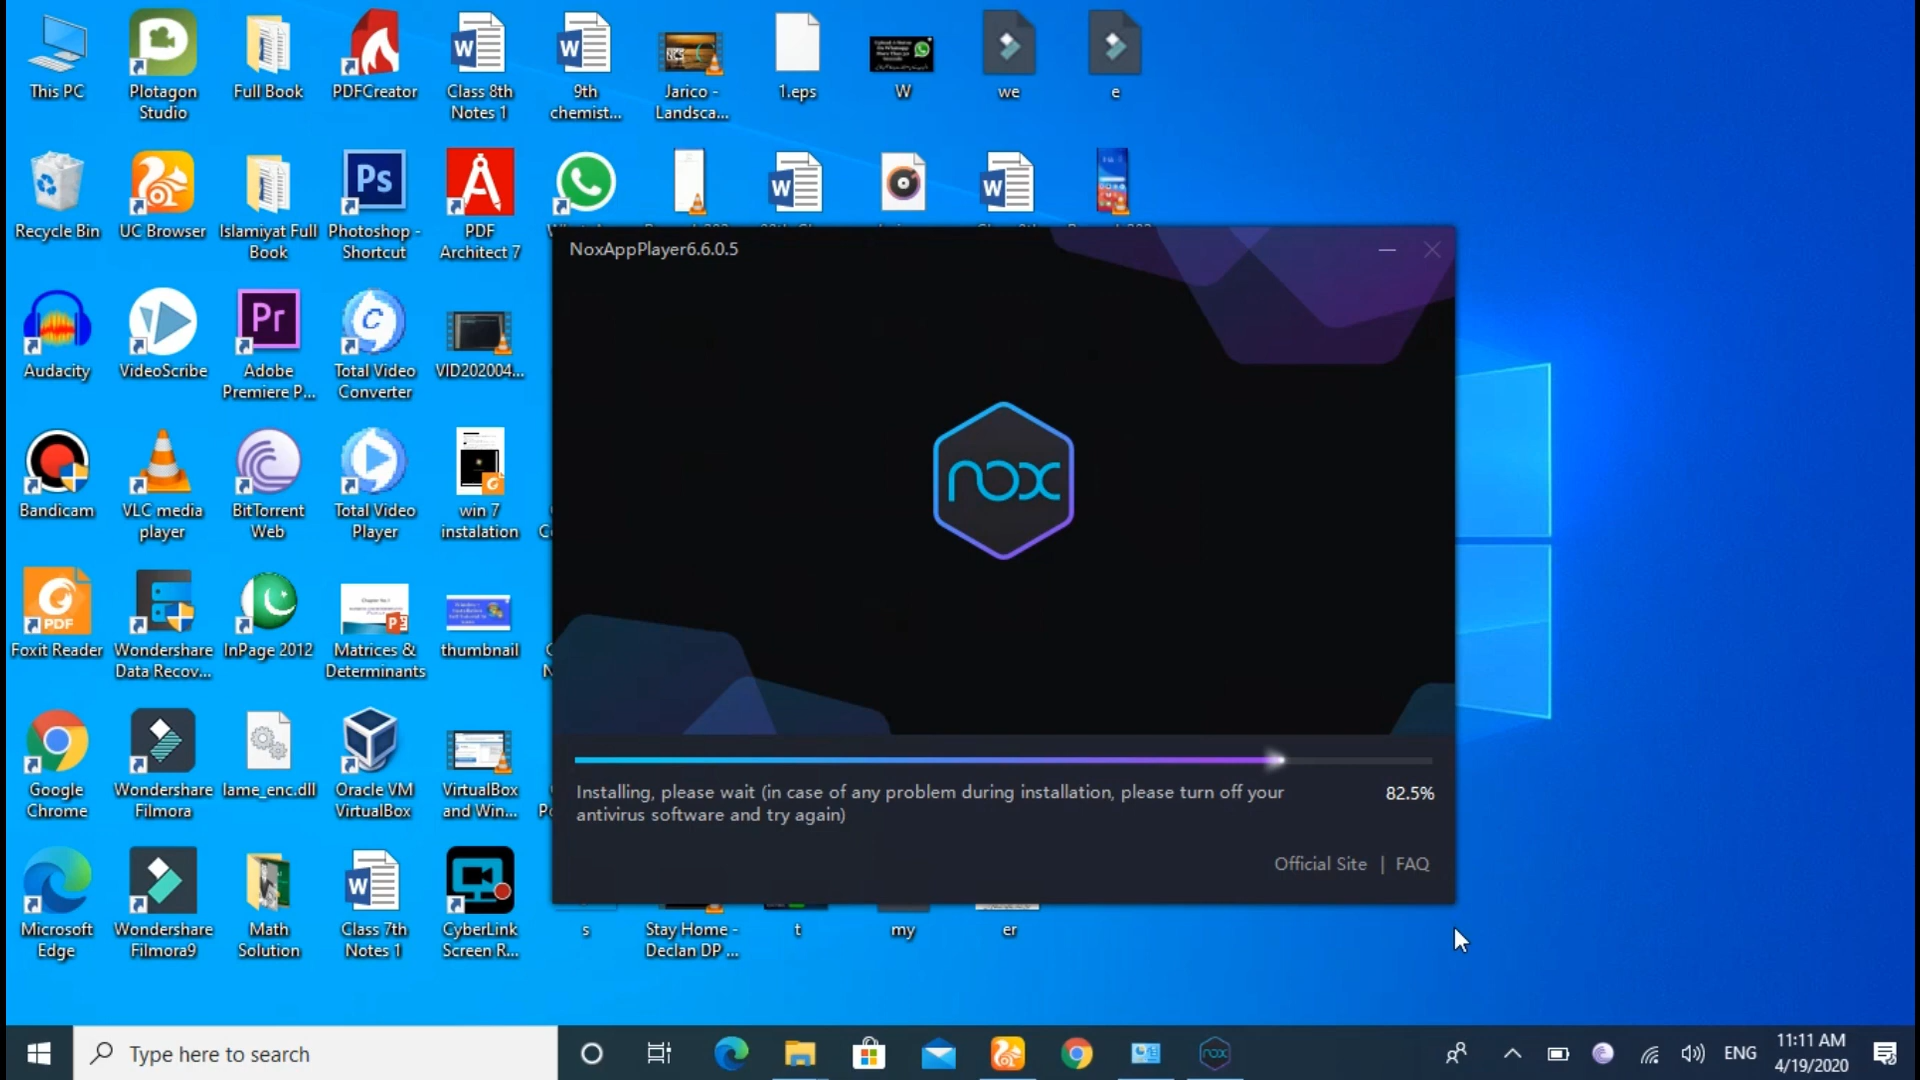 This PC
Plotagon
Studio
Full Book
PDFCreator
Class 8th
Notes 1
9th
chemist...
Jarico -
Landsca...
1.eps
W
we
e
Recycle Bin
UC Browser
Islamiyat Full
Book
Photoshop -
Shortcut
PDF
Architect 7
Audacity
VideoScribe
Adobe
Premiere P...
Total Video
Converter
VID202004...
Bandicam
VLC media
player
BitTorrent
Web
Total Video
Player
win 7
instalation
Foxit Reader
Wondershare
Data Recov...
InPage 2012
Matrices &
Determinants
thumbnail
Google
Chrome
Wondershare
Filmora
lame_enc.dll
Oracle VM
VirtualBox
VirtualBox
and Win...
Microsoft
Edge
Wondershare
Filmora9
Math
Solution
Class 7th
Notes 1
CyberLink
Screen R...
s
Stay Home -
Declan DP ...
t
my
er
Ps
Pr
PDF
NoxAppPlayer6.6.0.5
nox
Installing, please wait (in case of any problem during installation, please turn off your
antivirus software and try again)
82.5%
Official Site | FAQ
Type here to search
nox
ENG
11:11 AM
4/19/2020